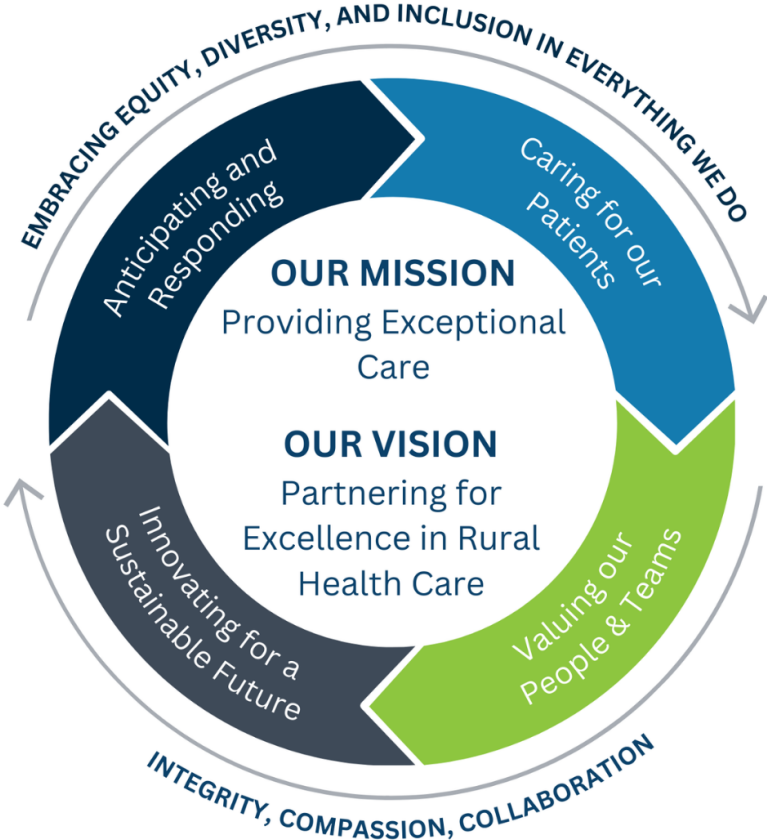 EMBRACING EQUITY, DIVERSITY, AND INCLUSION IN EVERYTHING WE DO
Anticipating and
Responding
Caring for our
Patients
OUR MISSION
Providing Exceptional
Care
OUR VISION
Partnering for
Excellence in Rural
Health Care
Innovating for a
Sustainable Future
Valuing our
People & Teams
INTEGRITY, COMPASSION, COLLABORATION